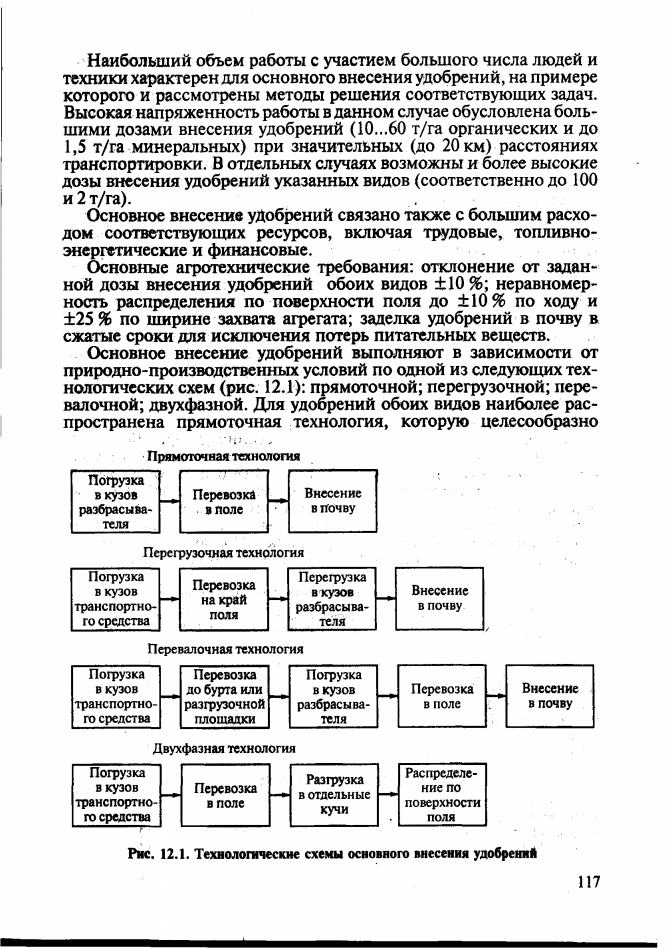 Наибольший объем работы с участием большого числа людей и
техники характерен для основного внесения удобрений, на примере
которого и рассмотрены методы решения соответствующих задач.
Высокая напряженность работы в данном случае обусловлена боль-
шими дозами внесения удобрений (10...60 т/га органических и до
1,5 т/га минеральных) при значительных (до 20 км) расстояниях
транспортировки. В отдельных случаях возможны и более высокие
дозы внесения удобрений указанных видов (соответственно до 100
и 2 т/га).
Основное внесение удобрений связано также с большим расхо-
дом соответствующих ресурсов, включая трудовые, топливно-
энергетические и финансовые.
Основные агротехнические требования: отклонение от задан-
ной дозы внесения удобрений обоих видов ±10 %; неравномер-
ность распределения по поверхности поля до ±10 % по ходу и
±25 % по ширине захвата агрегата; заделка удобрений в почву в
сжатые сроки для исключения потерь питательных веществ.
Основное внесение удобрений выполняют в зависимости от
природно-производственных условий по одной из следующих тех-
нологических схем (рис. 12.1): прямоточной; перегрузочной; пере-
валочной; двухфазной. Для удобрений обоих видов наиболее рас-
пространена прямоточная технология, которую целесообразно
Прямоточная технология
Погрузка
в кузов
разбрасыва-
теля
Перевозка
в поле
Внесение
в почву
Перегрузочная технология
Погрузка
в кузов
транспортно-
го средства
Перевозка
на край
поля
Перегрузка
в кузов
разбрасыва-
теля
Внесение
в почву
Перевалочная технология
Погрузка
в кузов
транспортно-
го средства
Перевозка
до бурта или
разгрузочной
площадки
Погрузка
в кузов
разбрасыва-
теля
Перевозка
в поле
Внесение
в почву
Двухфазная технология
Погрузка
в кузов
транспортно-
го средства
Перевозка
в поле
Разгрузка
в отдельные
кучи
Распределе-
ние по
поверхности
поля
Рис. 12.1. Технологические схемы основного внесения удобрений
117